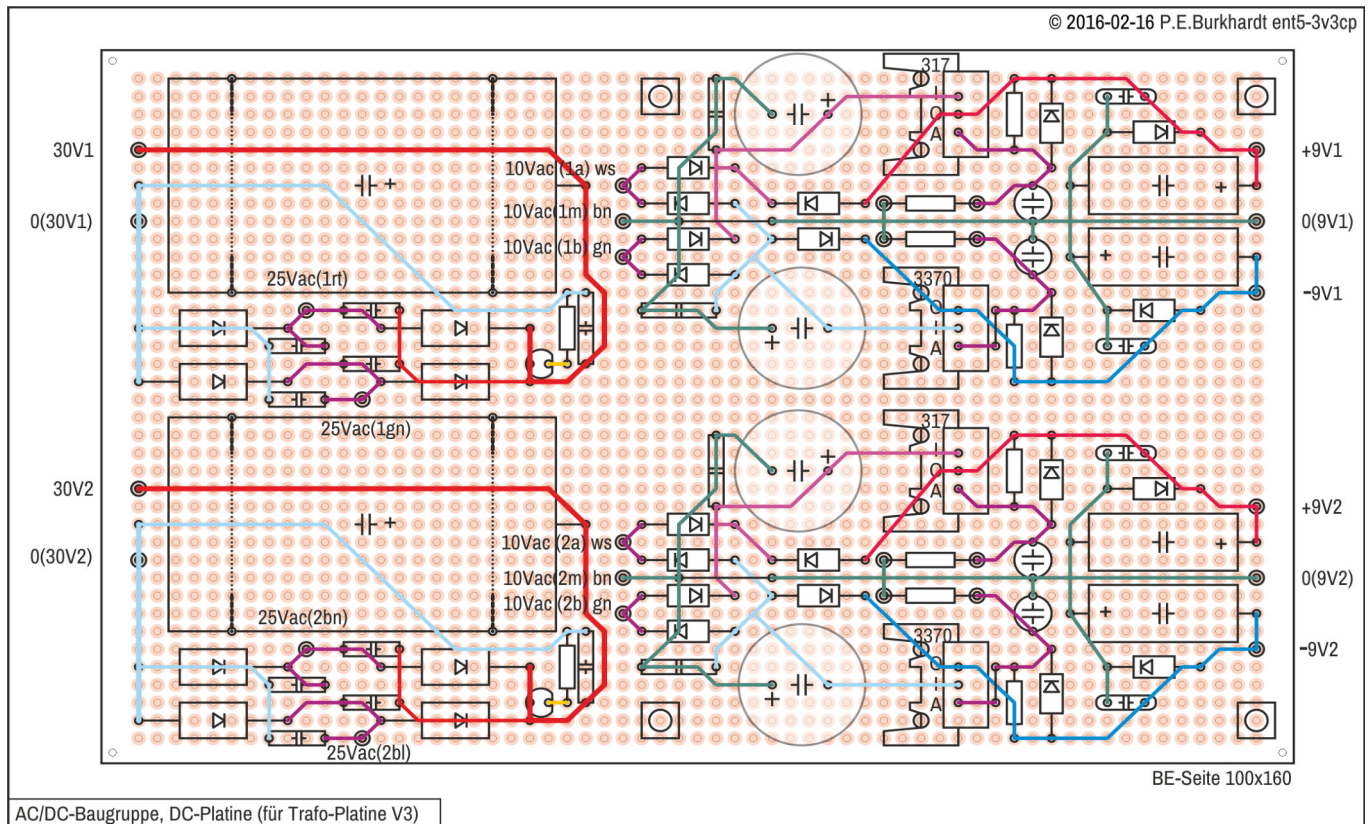 © 2016-02-16 P.E.Burkhardt ent5-3v3cp
317
I
O
A
30V1
10Vac (1a) ws
+9V1
0(30V1)
10Vac(1m) bn
0(9V1)
10Vac (1b) gn
25Vac(1rt)
3370
I
A
-9V1
25Vac(1gn)
317
I
O
A
30V2
10Vac (2a) ws
+9V2
0(30V2)
10Vac(2m) bn
0(9V2)
10Vac (2b) gn
25Vac(2bn)
3370
I
A
-9V2
25Vac(2bl)
BE-Seite 100x160
AC/DC-Baugruppe, DC-Platine (für Trafo-Platine V3)